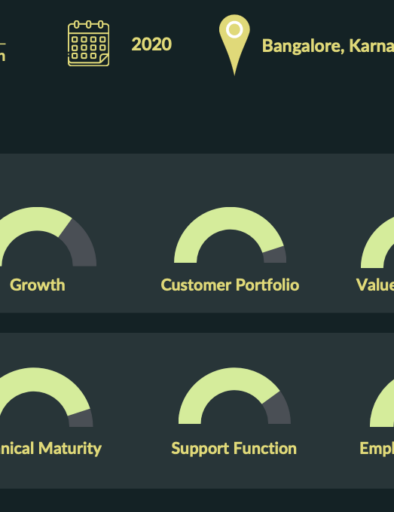 2020
Bangalore, Karna
Growth
Customer Portfolio
Value
nical Maturity
Support Function
Empl